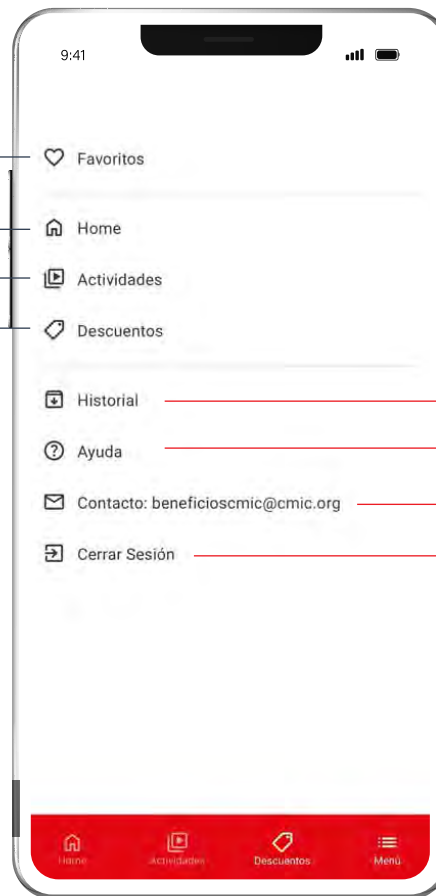 9:41
Favoritos
Home
Actividades
Descuentos
Historial
Ayuda
Contacto: beneficioscmic@cmic.org
Cerrar Sesión
Home
Actividades
Descuentos
Menú